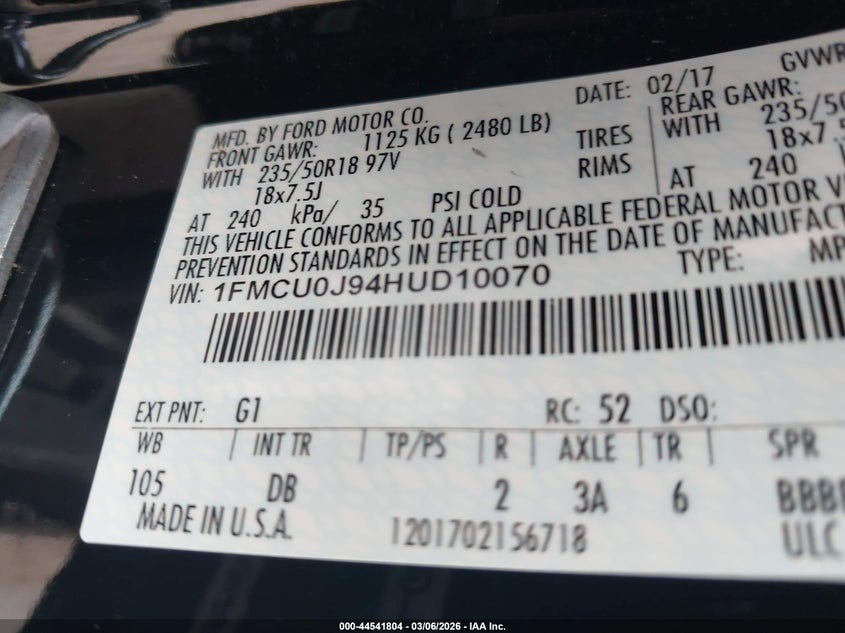 MFD. BY FORD MOTOR CO. DATE: 02/17 GVWR
FRONT GAWR: 1125 KG ( 2480 LB) REAR GAWR:
WITH 235/50R18 97V TIRES WITH 235/50
18x7.5J RIMS 18x7.5
AT 240 kPa/ 35 PSI COLD AT 240
THIS VEHICLE CONFORMS TO ALL APPLICABLE FEDERAL MOTOR V
PREVENTION STANDARDS IN EFFECT ON THE DATE OF MANUFACT
VIN: 1FMCU0J94HUD10070 TYPE: MP
EXT PNT: G1 RC: 52 DSO:
WB INT TR TP/PS R AXLE TR SPR
105 DB 2 3A 6 BBBB
MADE IN U.S.A. 1201702156718 ULC
000-44541804 | 03/06/2026 - IAA Inc.